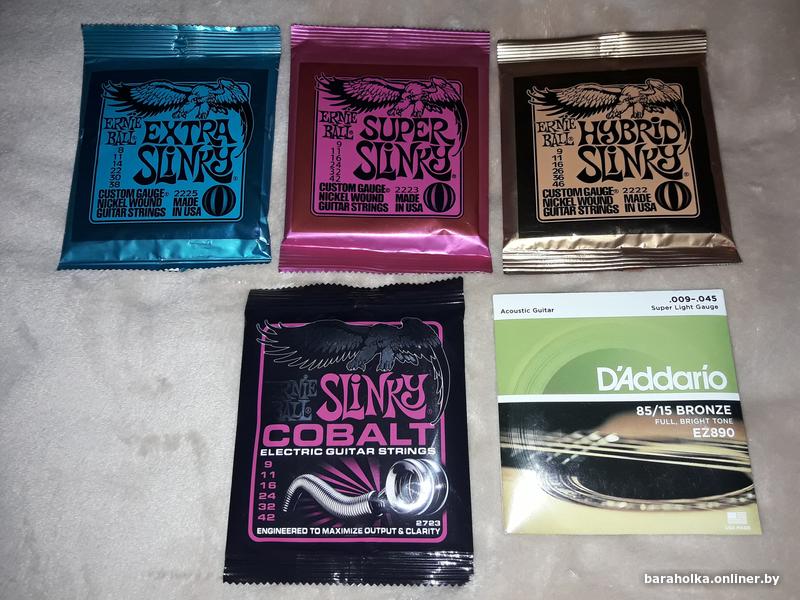 ERNIE
BALL
EXTRA
SLINKY®
8
11
14
22
30
38
CUSTOM GAUGE® 2225
NICKEL WOUND MADE
GUITAR STRINGS IN USA
ERNIE
BALL
SUPER
SLINKY®
9
11
16
24
32
42
CUSTOM GAUGE® 2223
NICKEL WOUND MADE
GUITAR STRINGS IN USA
ERNIE
BALL
HYBRID
SLINKY®
9
11
16
26
36
46
CUSTOM GAUGE® 2222
NICKEL WOUND MADE
GUITAR STRINGS IN USA
ERNIE
BALL
SLINKY®
COBALT
ELECTRIC GUITAR STRINGS
9
11
16
24
32
42
2723
ENGINEERED TO MAXIMIZE OUTPUT & CLARITY
.009–.045
Acoustic Guitar Super Light Gauge
D'Addario
85/15 BRONZE
FULL, BRIGHT TONE
EZ890
USA MADE
baraholka.onliner.by